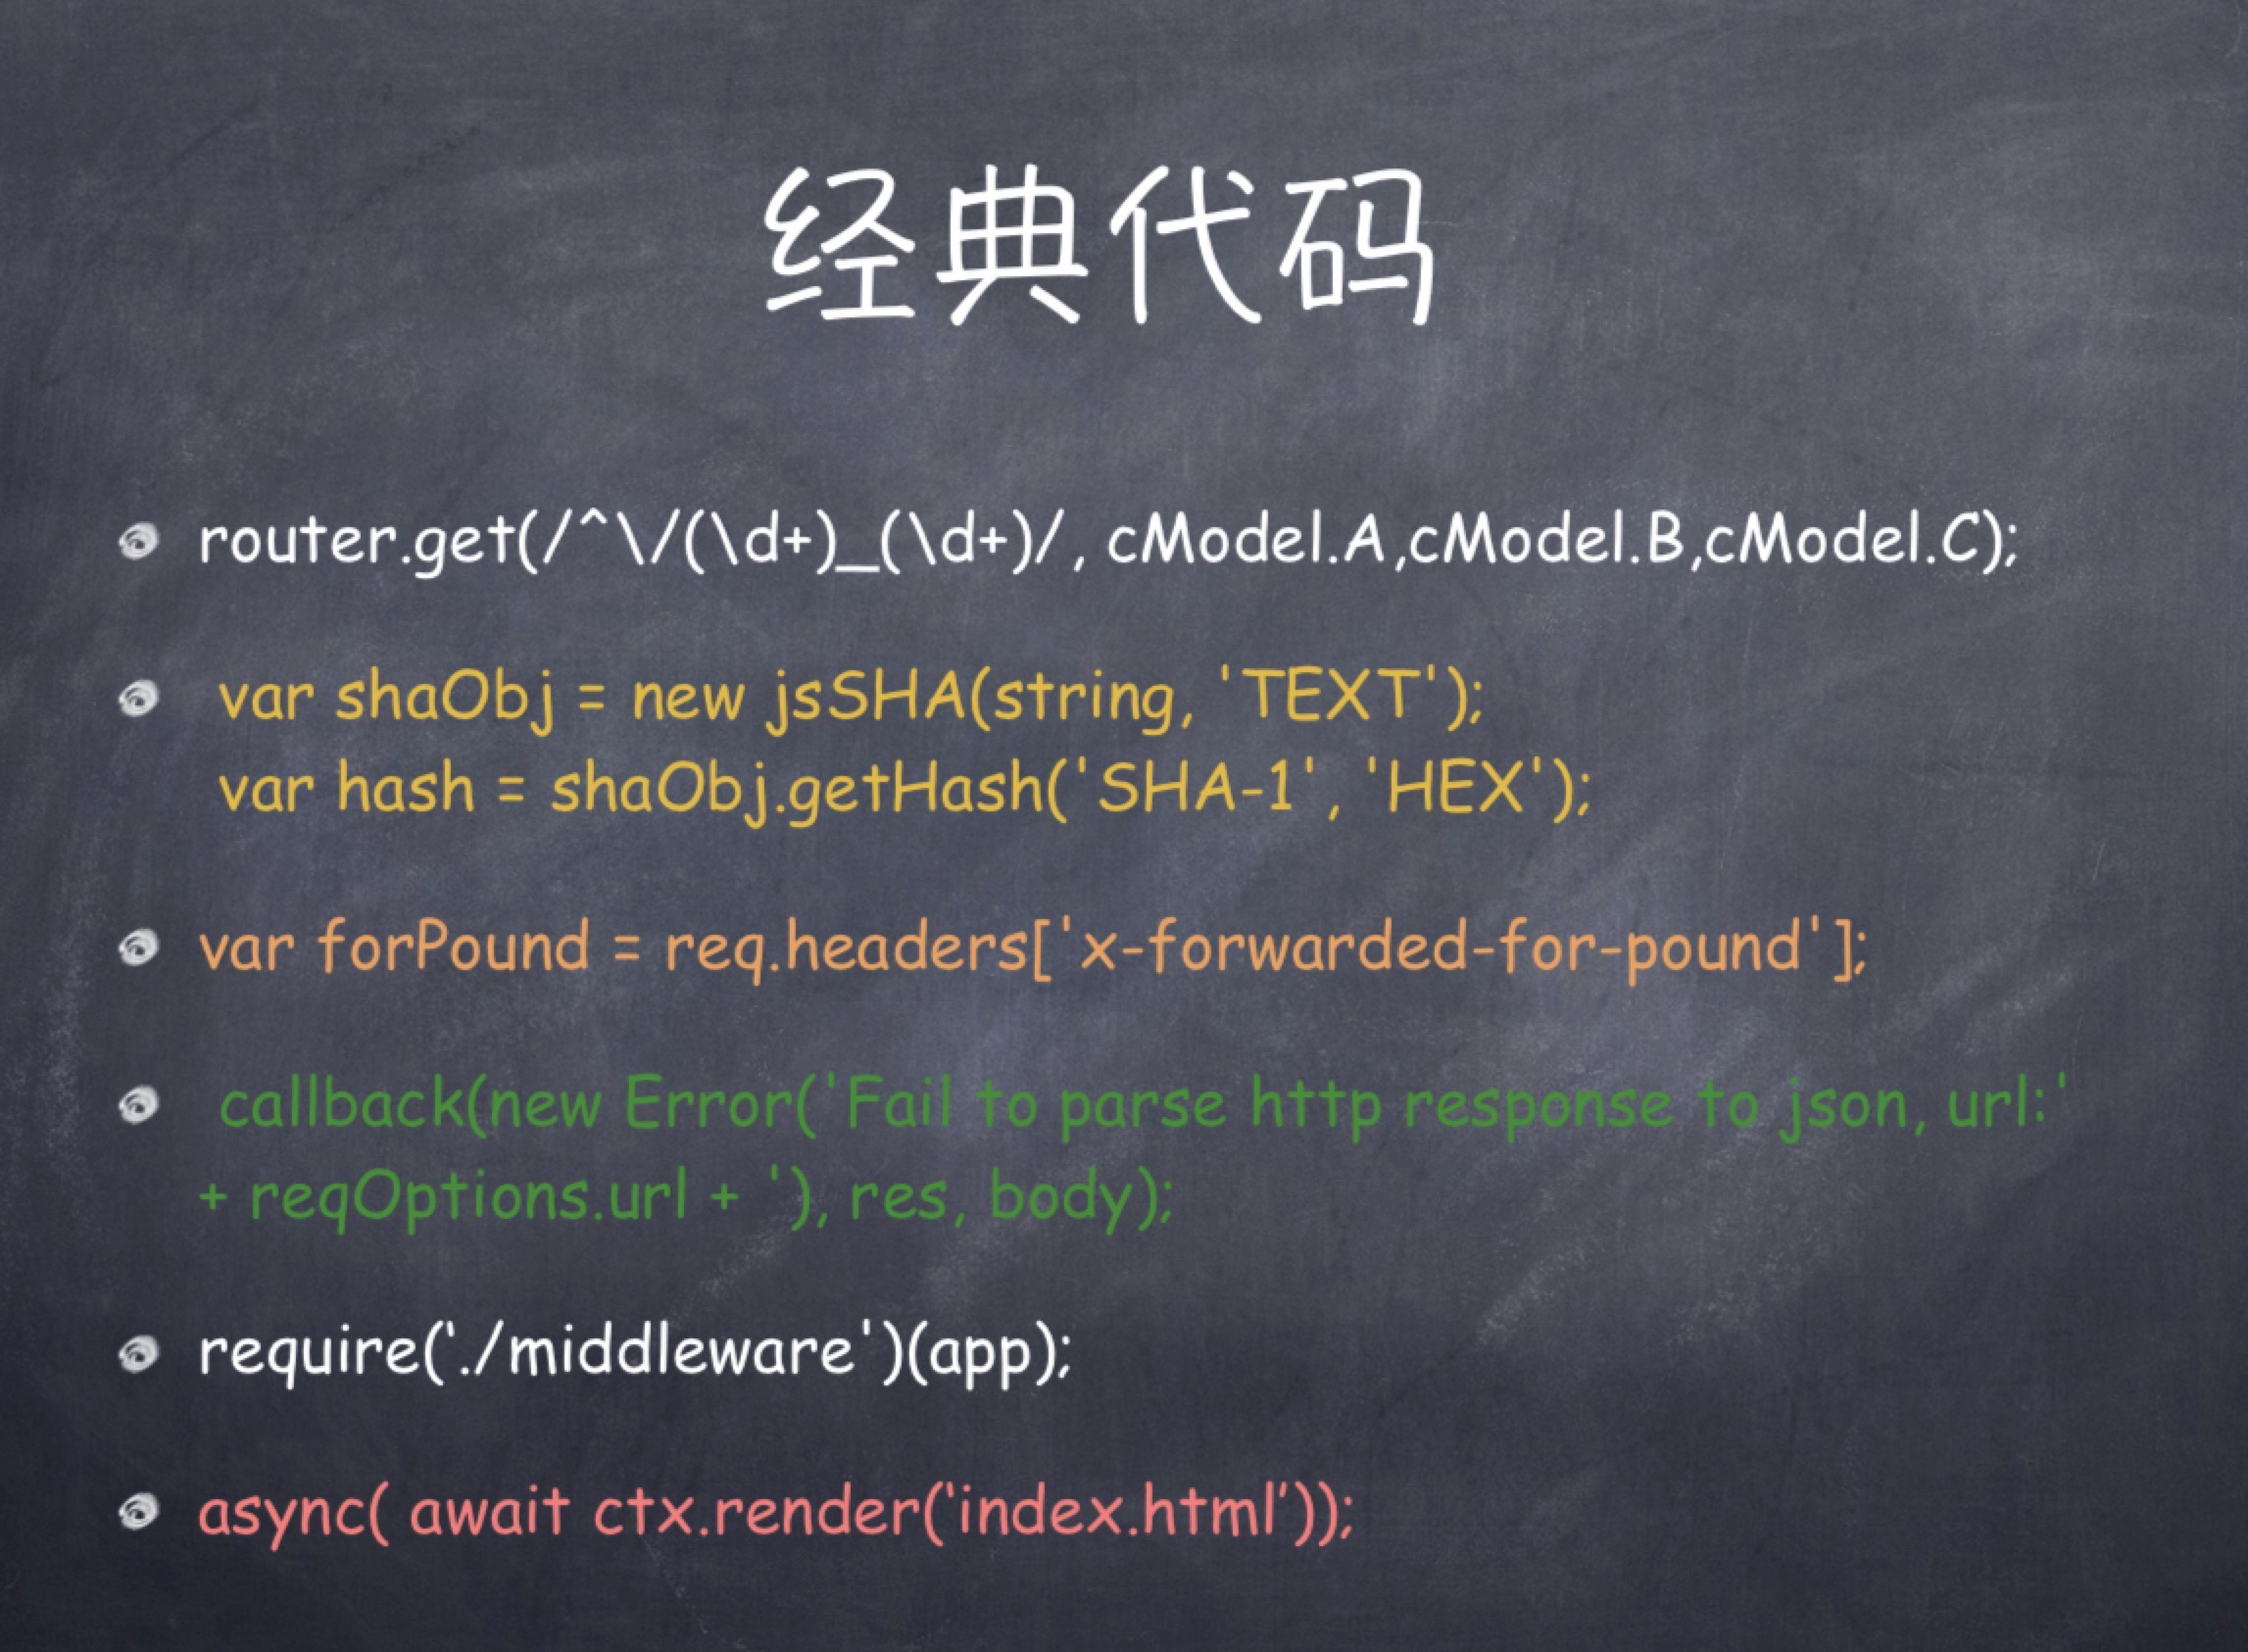 经典代码
router.get(/^\/(\d+)_(\d+)/, cModel.A,cModel.B,cModel.C);
var shaObj = new jsSHA(string, 'TEXT');
var hash = shaObj.getHash('SHA-1', 'HEX');
var forPound = req.headers['x-forwarded-for-pound'];
callback(new Error('Fail to parse http response to json, url:'
+ reqOptions.url + '), res, body);
require(‘./middleware')(app);
async( await ctx.render(‘index.html’));